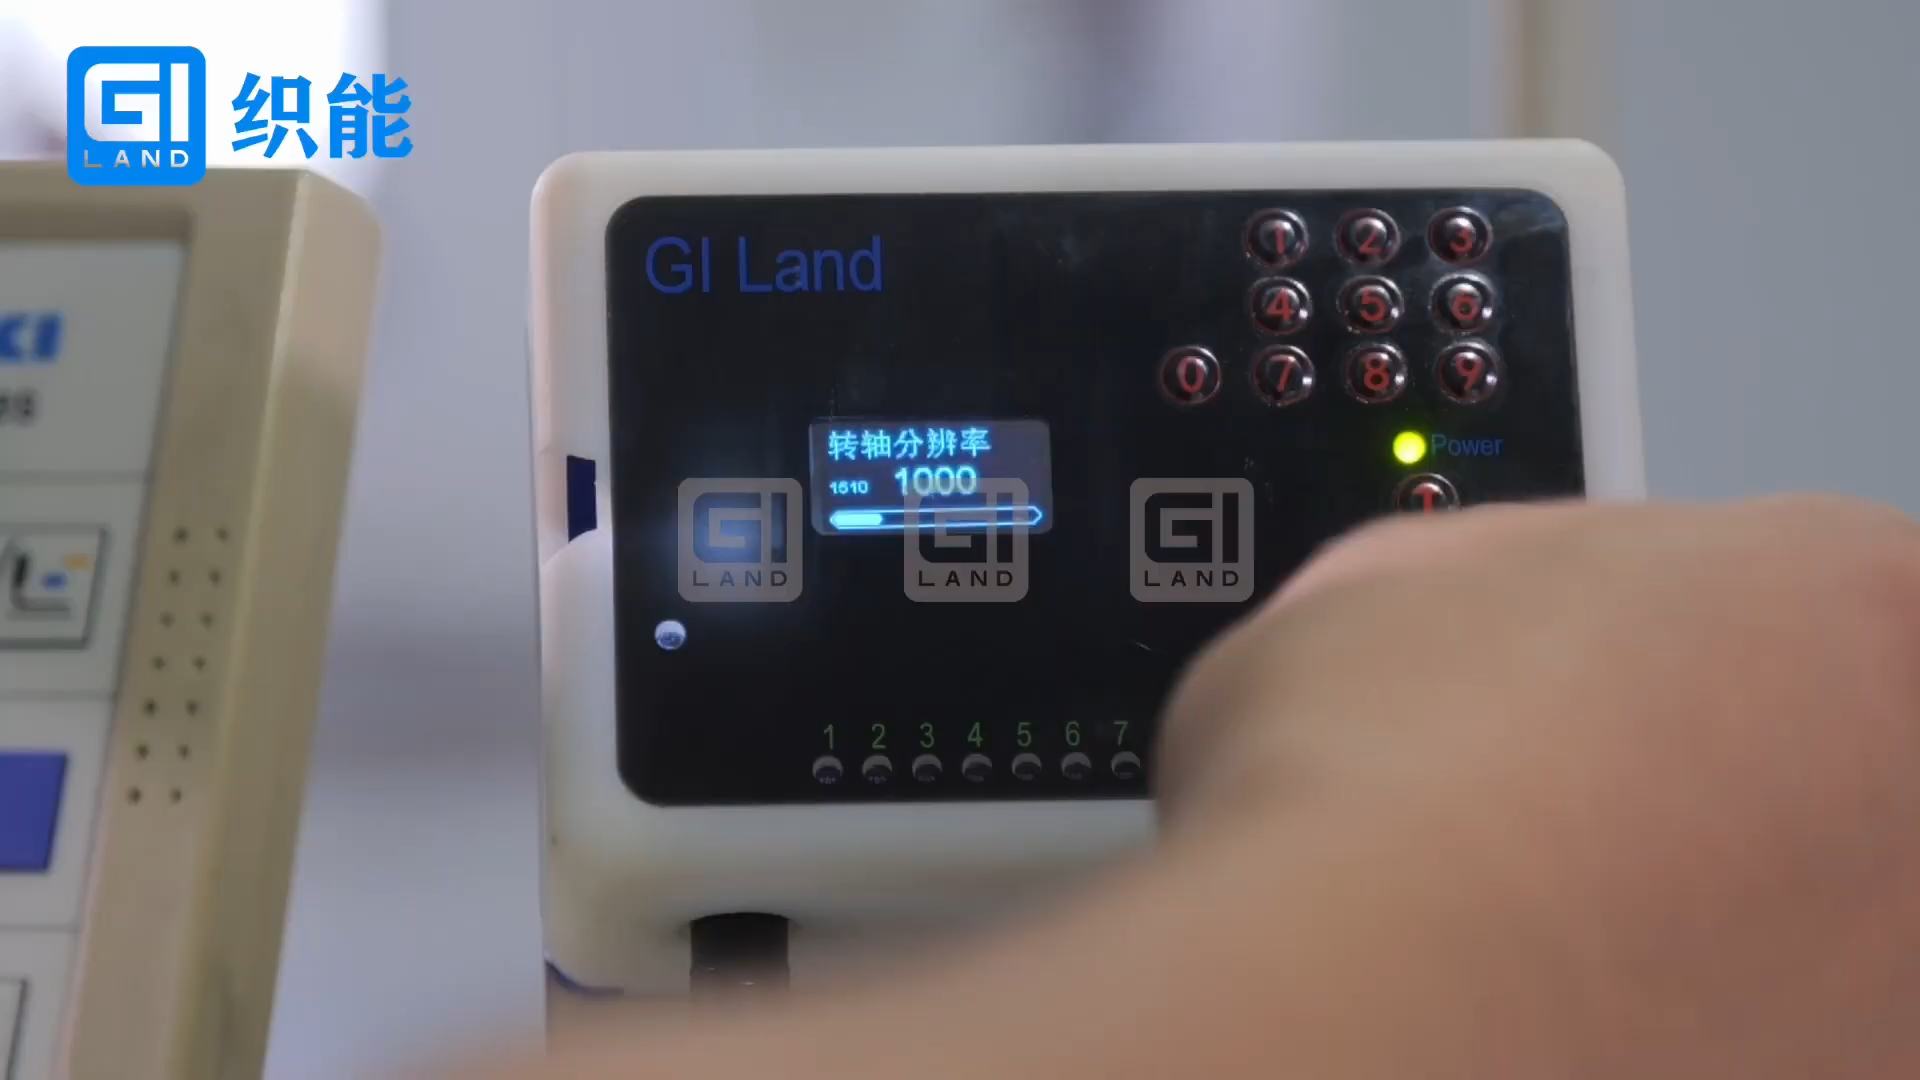 GI LAND 织能
GI Land
1 2 3
4 5 6
0 7 8 9
转轴分辨率
1610 1000
Power
GI LAND GI LAND GI LAND
1 2 3 4 5 6 7